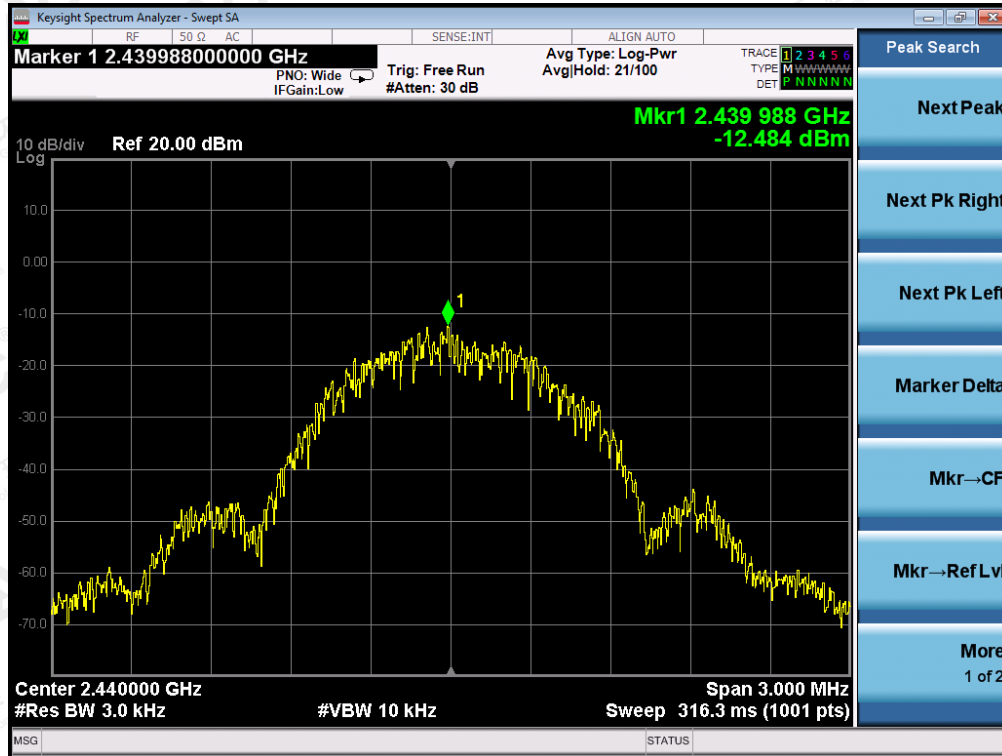 Keysight Spectrum Analyzer - Swept SA
LXI RF 50 Ω AC SENSE:INT ALIGN AUTO
Marker 1 2.439988000000 GHz
PNO: Wide
IFGain:Low
Trig: Free Run
#Atten: 30 dB
Avg Type: Log-Pwr
Avg|Hold: 21/100
TRACE 1 2 3 4 5 6
TYPE M WWWWW
DET P N N N N N
Mkr1 2.439 988 GHz
-12.484 dBm
10 dB/div Ref 20.00 dBm
Log
10.0
0.00
-10.0
-20.0
-30.0
-40.0
-50.0
-60.0
-70.0
1
Center 2.440000 GHz
Span 3.000 MHz
#Res BW 3.0 kHz
#VBW 10 kHz
Sweep 316.3 ms (1001 pts)
MSG
STATUS
Peak Search
Next Peak
Next Pk Right
Next Pk Left
Marker Delta
Mkr→CF
Mkr→Ref Lvl
More
1 of 2